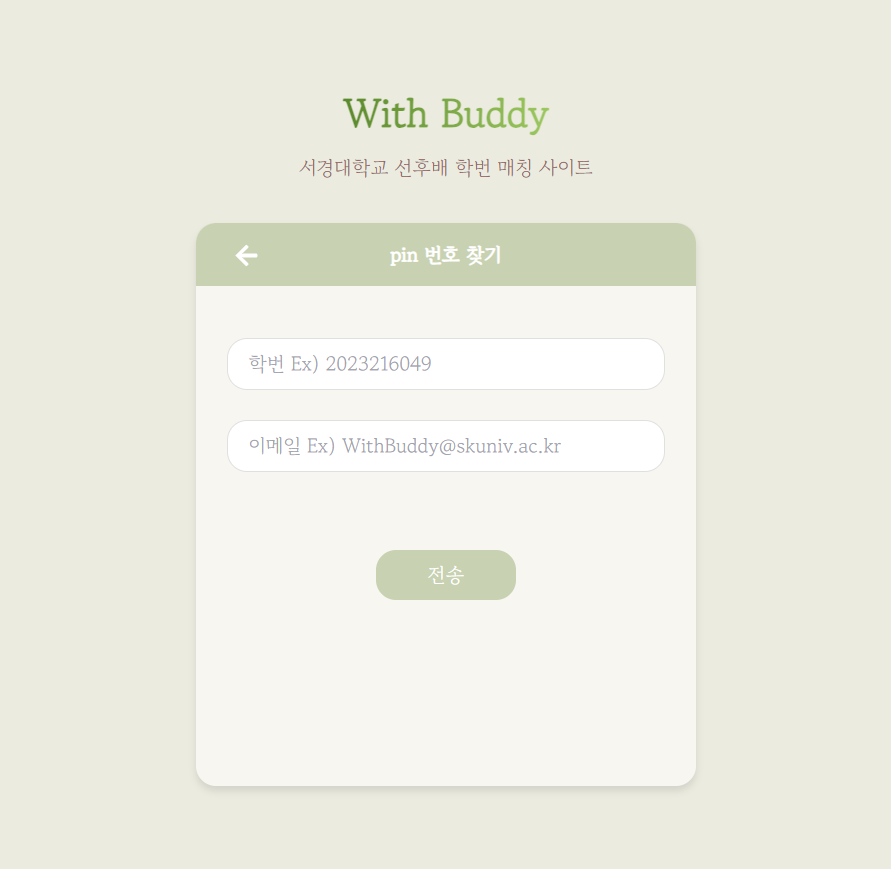 With Buddy
서경대학교 선후배 학번 매칭 사이트
pin 번호 찾기
학번 Ex) 2023216049
이메일 Ex) WithBuddy@skuniv.ac.kr
전송